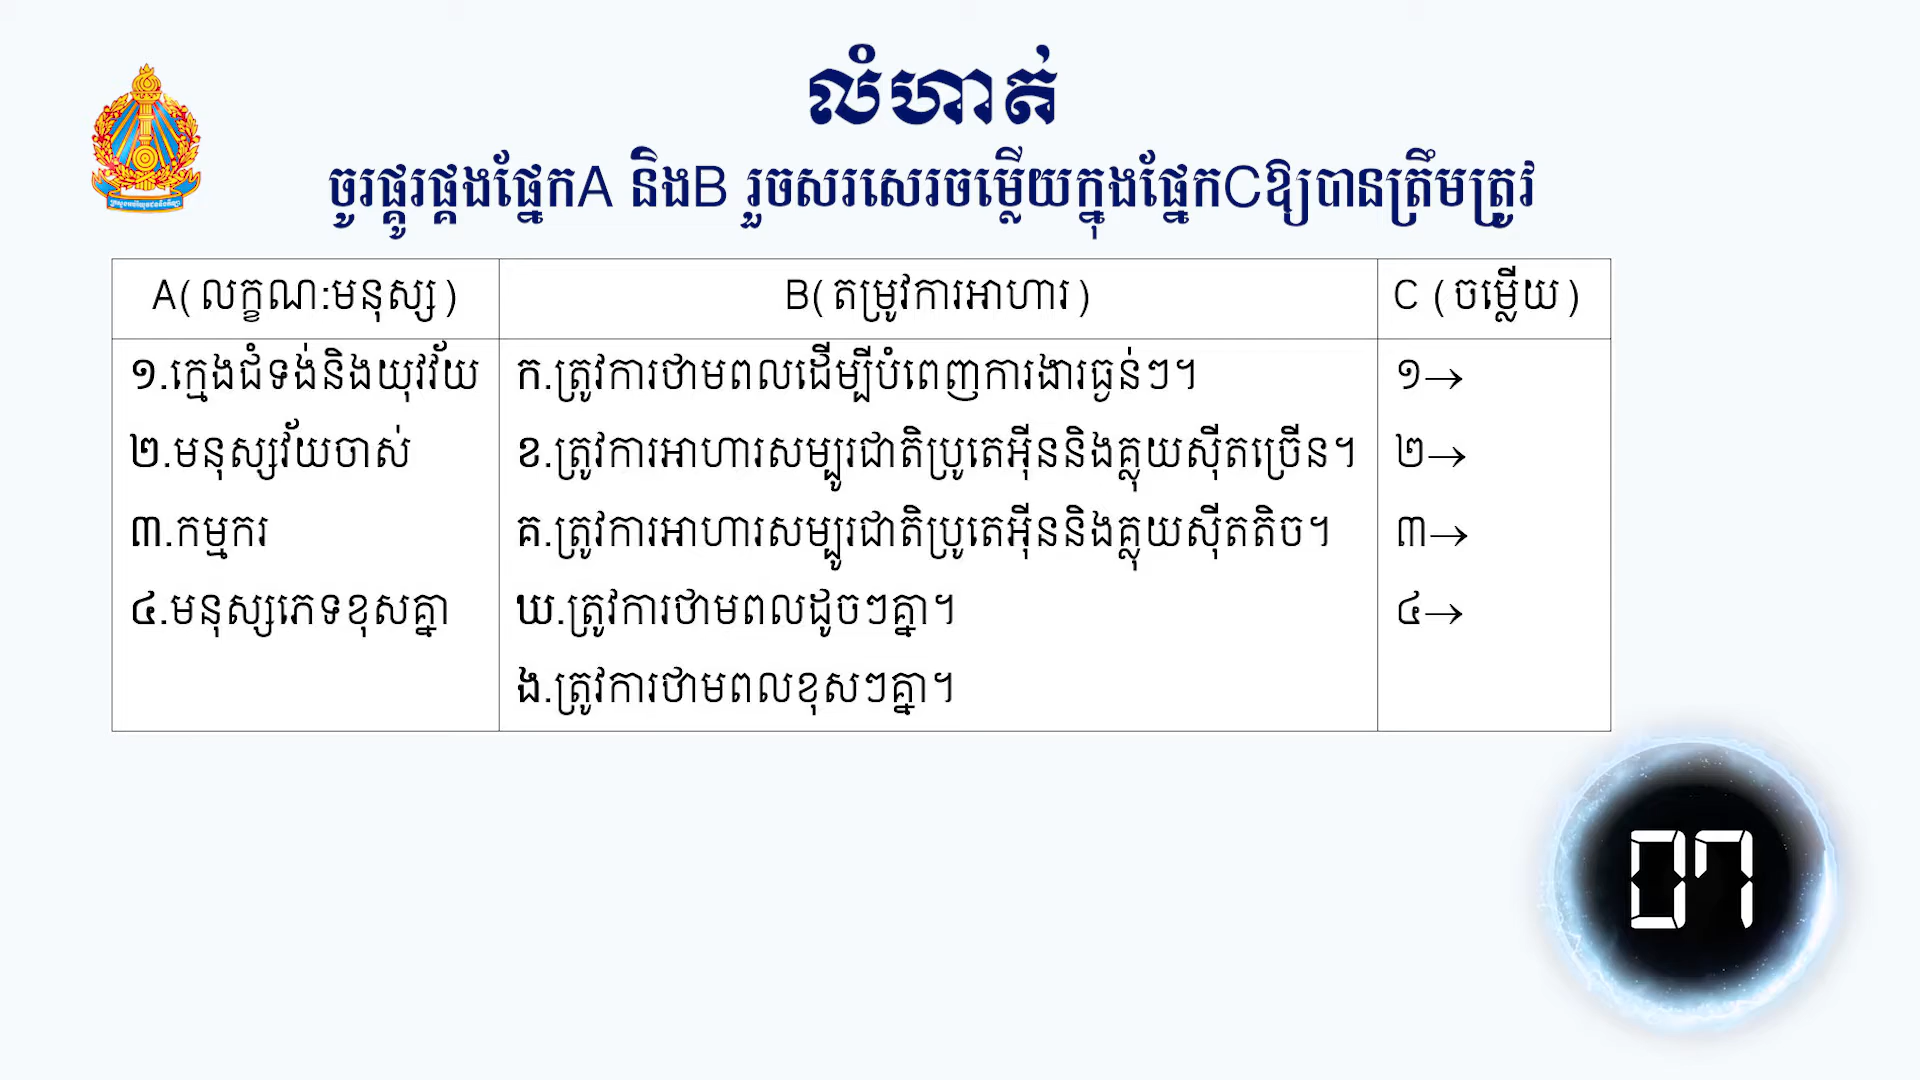 លំហាត់
ចូរផ្គូរផ្គងផ្នែកA និងB រួចសរសេរចម្លើយក្នុងផ្នែកCឱ្យបានត្រឹមត្រូវ
A(លក្ខណ:មនុស្ស) B(តម្រូវការអាហារ) C (ចម្លើយ)
១.ក្មេងជំទង់និងយុវវ័យ ក.ត្រូវការថាមពលដើម្បីបំពេញការងារធ្ងន់ៗ។ ១→
២.មនុស្សវ័យចាស់ ខ.ត្រូវការអាហារសម្បូរជាតិប្រូតេអ៊ីននិងគ្លុយស៊ីតច្រើន។ ២→
៣.កម្មករ គ.ត្រូវការអាហារសម្បូរជាតិប្រូតេអ៊ីននិងគ្លុយស៊ីតតិច។ ៣→
៤.មនុស្សភេទខុសគ្នា ឃ.ត្រូវការថាមពលដូចៗគ្នា។ ៤→
ង.ត្រូវការថាមពលខុសៗគ្នា។
07